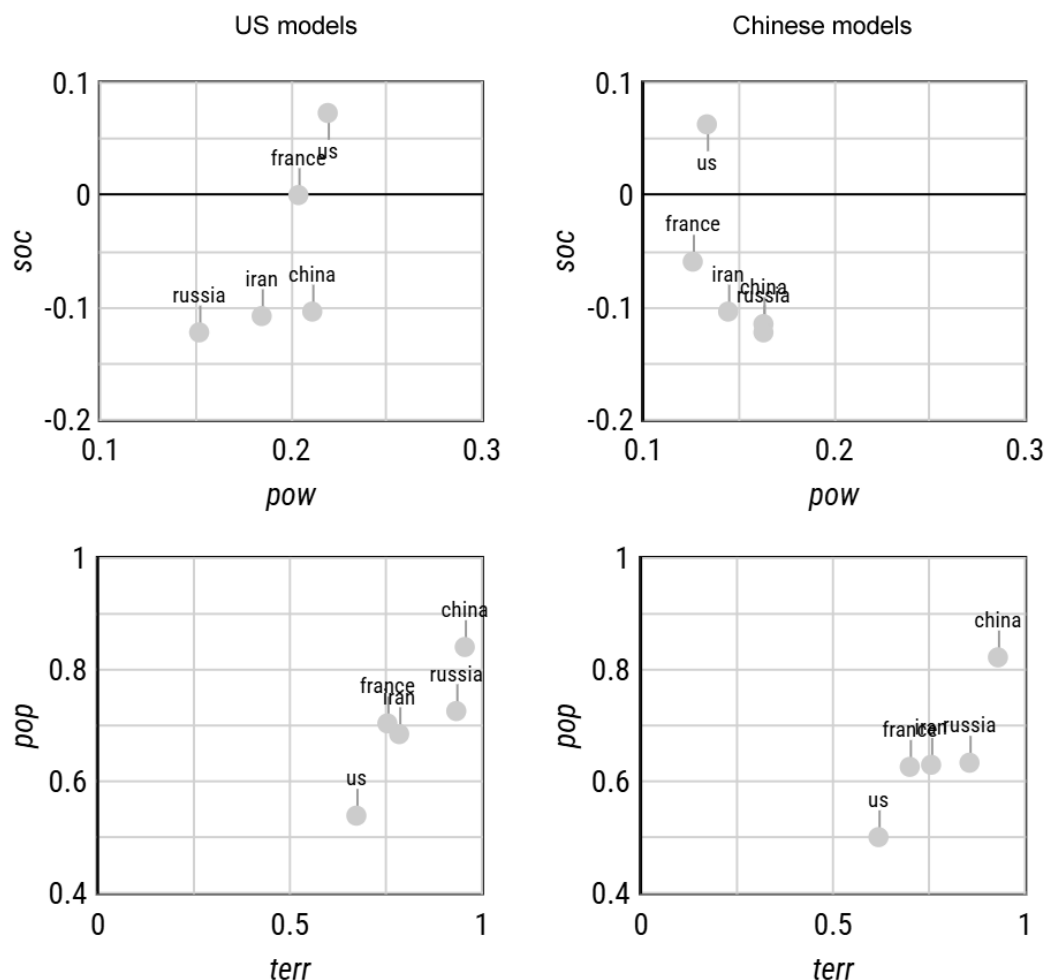 US models
Chinese models
0.1
us
france
0
soc
china
iran
russia
-0.1
-0.2
0.1
0.2
0.3
pow
0.1
us
0
france
soc
iran
china
russia
-0.1
-0.2
0.1
0.2
0.3
pow
1
china
0.8
russia
france
iran
pop
us
0.6
0.4
0
0.5
1
terr
1
china
0.8
france
iran
russia
pop
us
0.6
0.4
0
0.5
1
terr